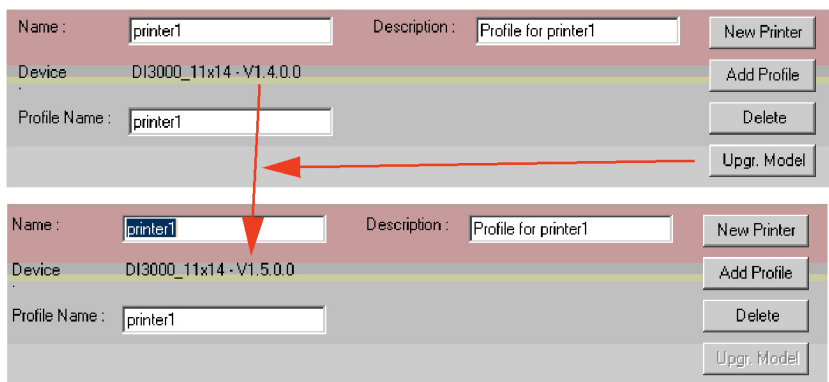 Name : printer1 Description : Profile for printer1 New Printer
Device DI3000_11x14 - V1.4.0.0 Add Profile
Profile Name : printer1 Delete
Upgr. Model
Name : printer1 Description : Profile for printer1 New Printer
Device DI3000_11x14 - V1.5.0.0 Add Profile
Profile Name : printer1 Delete
Upgr. Model